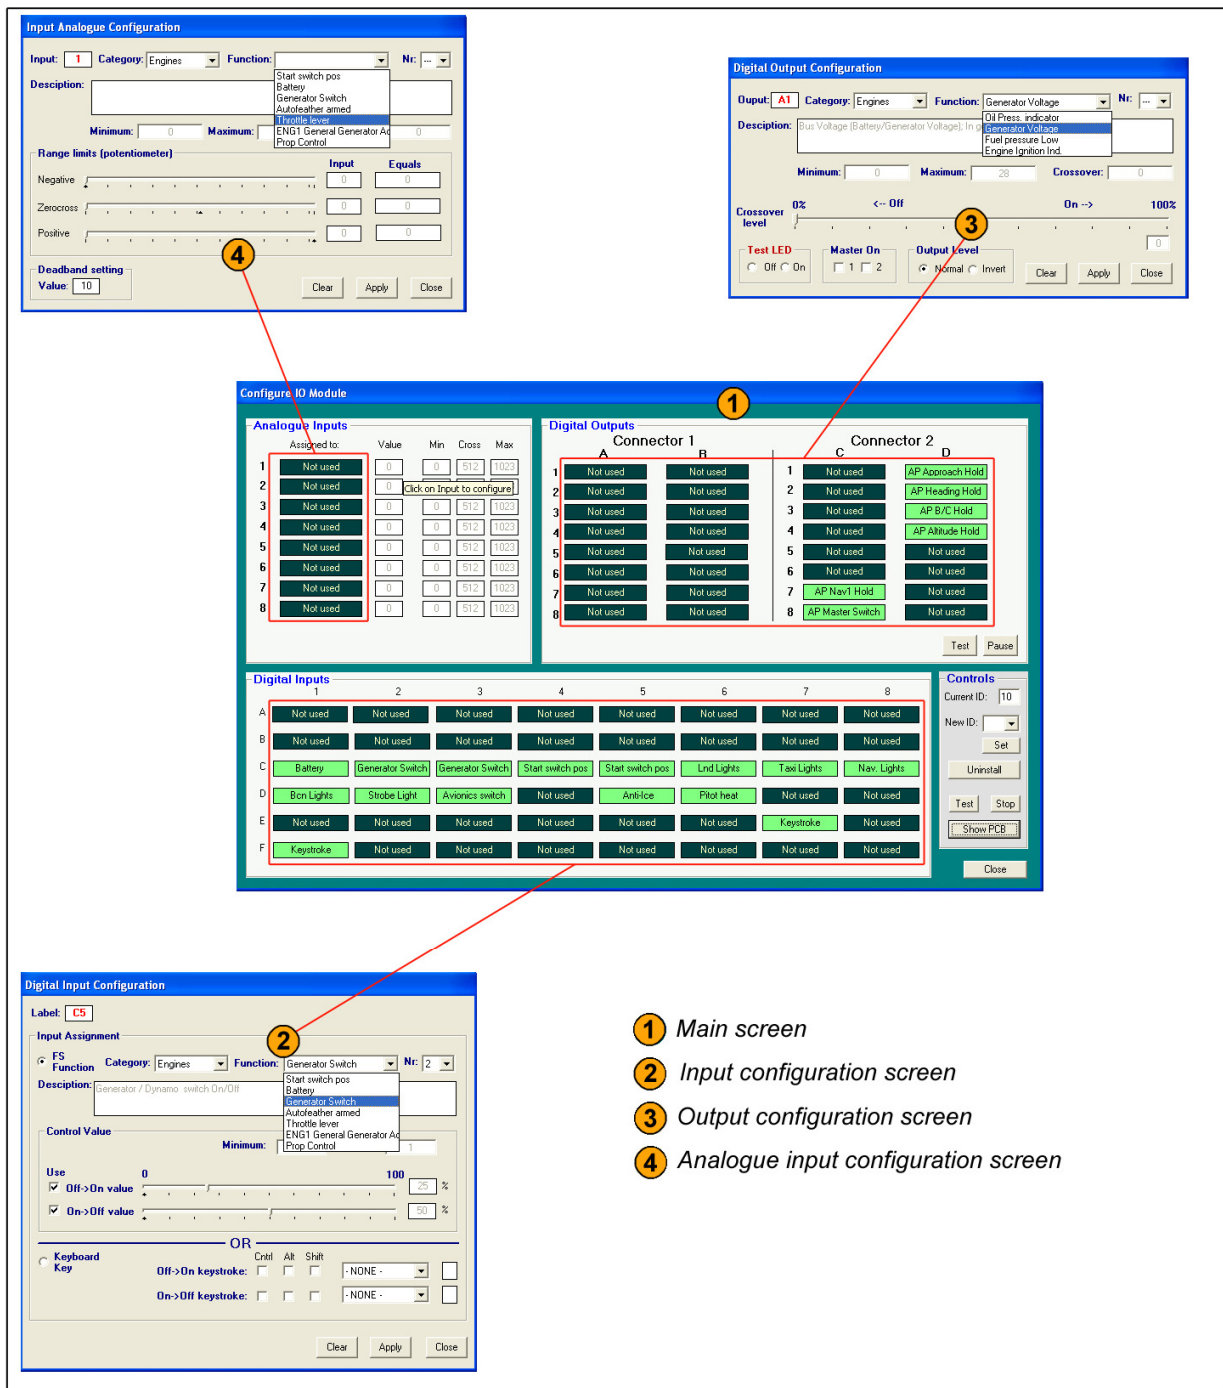 Input Analogue Configuration
Input: 1 Category: Engines Function: Nr: ...
Start switch pos
Battery
Generator Switch
Autofeather armed
Throttle lever
ENG1 General Generator Ac
Prop Control
Desciption:
Minimum: 0 Maximum: 0
Range limits (potentiometer)
Input Equals
Negative 0 0
Zerocross 0 0
Positive 0 0
Deadband setting
Value: 10
Clear Apply Close
4
Digital Output Configuration
Ouput: A1 Category: Engines Function: Generator Voltage Nr: ...
Oil Press. indicator
Generator Voltage
Fuel pressure Low
Engine Ignition Ind.
Desciption: Bus Voltage (Battery/Generator Voltage); In g
Minimum: 0 Maximum: 28 Crossover: 0
Crossover level 0% <-- Off On --> 100%
0
3
Test LED Master On Output Level
Off On 1 2 Normal Invert
Clear Apply Close
Configure IO Module
1
Analogue Inputs
Assigned to: Value Min Cross Max
1 Not used 0 0 512 1023
2 Not used 0 Click on Input to configure
3 Not used 0 0 512 1023
4 Not used 0 0 512 1023
5 Not used 0 0 512 1023
6 Not used 0 0 512 1023
7 Not used 0 0 512 1023
8 Not used 0 0 512 1023
Digital Outputs
Connector 1 Connector 2
A B C D
1 Not used Not used 1 Not used AP Approach Hold
2 Not used Not used 2 Not used AP Heading Hold
3 Not used Not used 3 Not used AP B/C Hold
4 Not used Not used 4 Not used AP Altitude Hold
5 Not used Not used 5 Not used Not used
6 Not used Not used 6 Not used Not used
7 Not used Not used 7 AP Nav1 Hold Not used
8 Not used Not used 8 AP Master Switch Not used
Test Pause
Digital Inputs
1 2 3 4 5 6 7 8
A Not used Not used Not used Not used Not used Not used Not used Not used
B Not used Not used Not used Not used Not used Not used Not used Not used
C Battery Generator Switch Generator Switch Start switch pos Start switch pos Lnd Lights Taxi Lights Nav. Lights
D Bcn Lights Strobe Light Avionics switch Not used Anti-Ice Pitot heat Not used Not used
E Not used Not used Not used Not used Not used Not used Keystroke Not used
F Keystroke Not used Not used Not used Not used Not used Not used Not used
Controls
Current ID: 10
New ID:
Set
Uninstall
Test Stop
Show PCB
Close
Digital Input Configuration
Label: C5
Input Assignment
2
FS Function Category: Engines Function: Generator Switch Nr: 2
Start switch pos
Battery
Generator Switch
Autofeather armed
Throttle lever
ENG1 General Generator Ac
Prop Control
Desciption: Generator / Dynamo switch On/Off
Control Value
Minimum: 1
Use 0 100
Off->On value 25 %
On->Off value 50 %
OR
Keyboard Key
Cntrl Alt Shift
Off->On keystroke: - NONE -
On->Off keystroke: - NONE -
Clear Apply Close
1 Main screen
2 Input configuration screen
3 Output configuration screen
4 Analogue input configuration screen